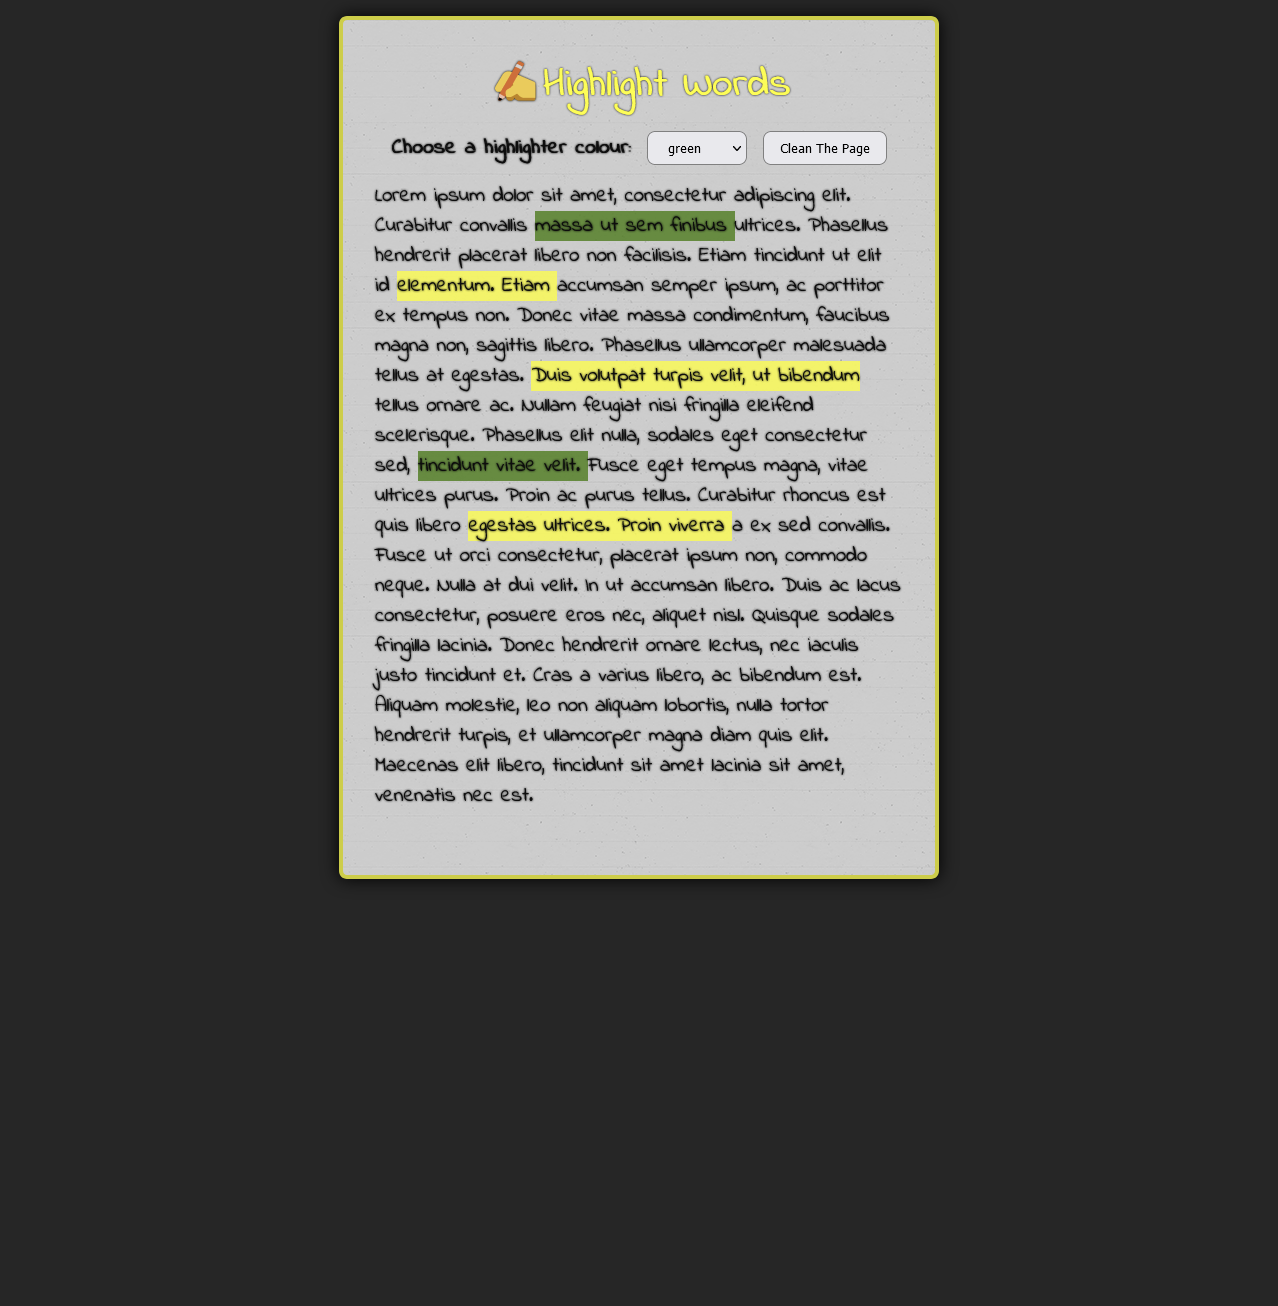 ✍Highlight Words
Choose a highlighter colour: green Clean The Page
Lorem ipsum dolor sit amet, consectetur adipiscing elit.
Curabitur convallis massa ut sem finibus ultrices. Phasellus
hendrerit placerat libero non facilisis. Etiam tincidunt ut elit
id elementum. Etiam accumsan semper ipsum, ac porttitor
ex tempus non. Donec vitae massa condimentum, faucibus
magna non, sagittis libero. Phasellus ullamcorper malesuada
tellus at egestas. Duis volutpat turpis velit, ut bibendum
tellus ornare ac. Nullam feugiat nisi fringilla eleifend
scelerisque. Phasellus elit nulla, sodales eget consectetur
sed, tincidunt vitae velit. Fusce eget tempus magna, vitae
ultrices purus. Proin ac purus tellus. Curabitur rhoncus est
quis libero egestas ultrices. Proin viverra a ex sed convallis.
Fusce ut orci consectetur, placerat ipsum non, commodo
neque. Nulla at dui velit. In ut accumsan libero. Duis ac lacus
consectetur, posuere eros nec, aliquet nisl. Quisque sodales
fringilla lacinia. Donec hendrerit ornare lectus, nec iaculis
justo tincidunt et. Cras a varius libero, ac bibendum est.
Aliquam molestie, leo non aliquam lobortis, nulla tortor
hendrerit turpis, et ullamcorper magna diam quis elit.
Maecenas elit libero, tincidunt sit amet lacinia sit amet,
venenatis nec est.